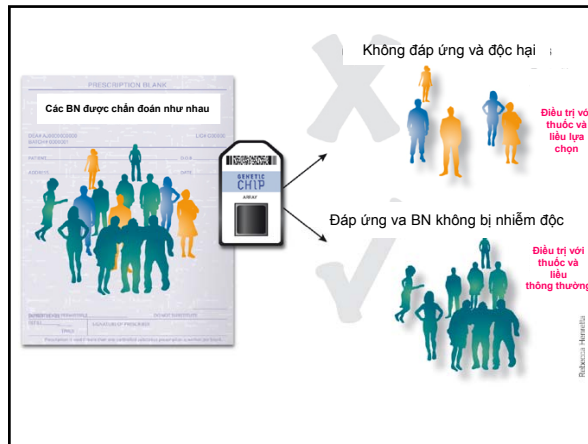 Không đáp ứng và độc hại
PRESCRIPTION BLANK
Các BN được chẩn đoán như nhau
Điều trị vớ
thuốc và
liều lựa
chọn
GENETIC
CHIP
ARRAY
Đáp ứng va BN không bị nhiễm độc
Điều trị với
thuốc và
liều
thông thường
Rebecca Henretta